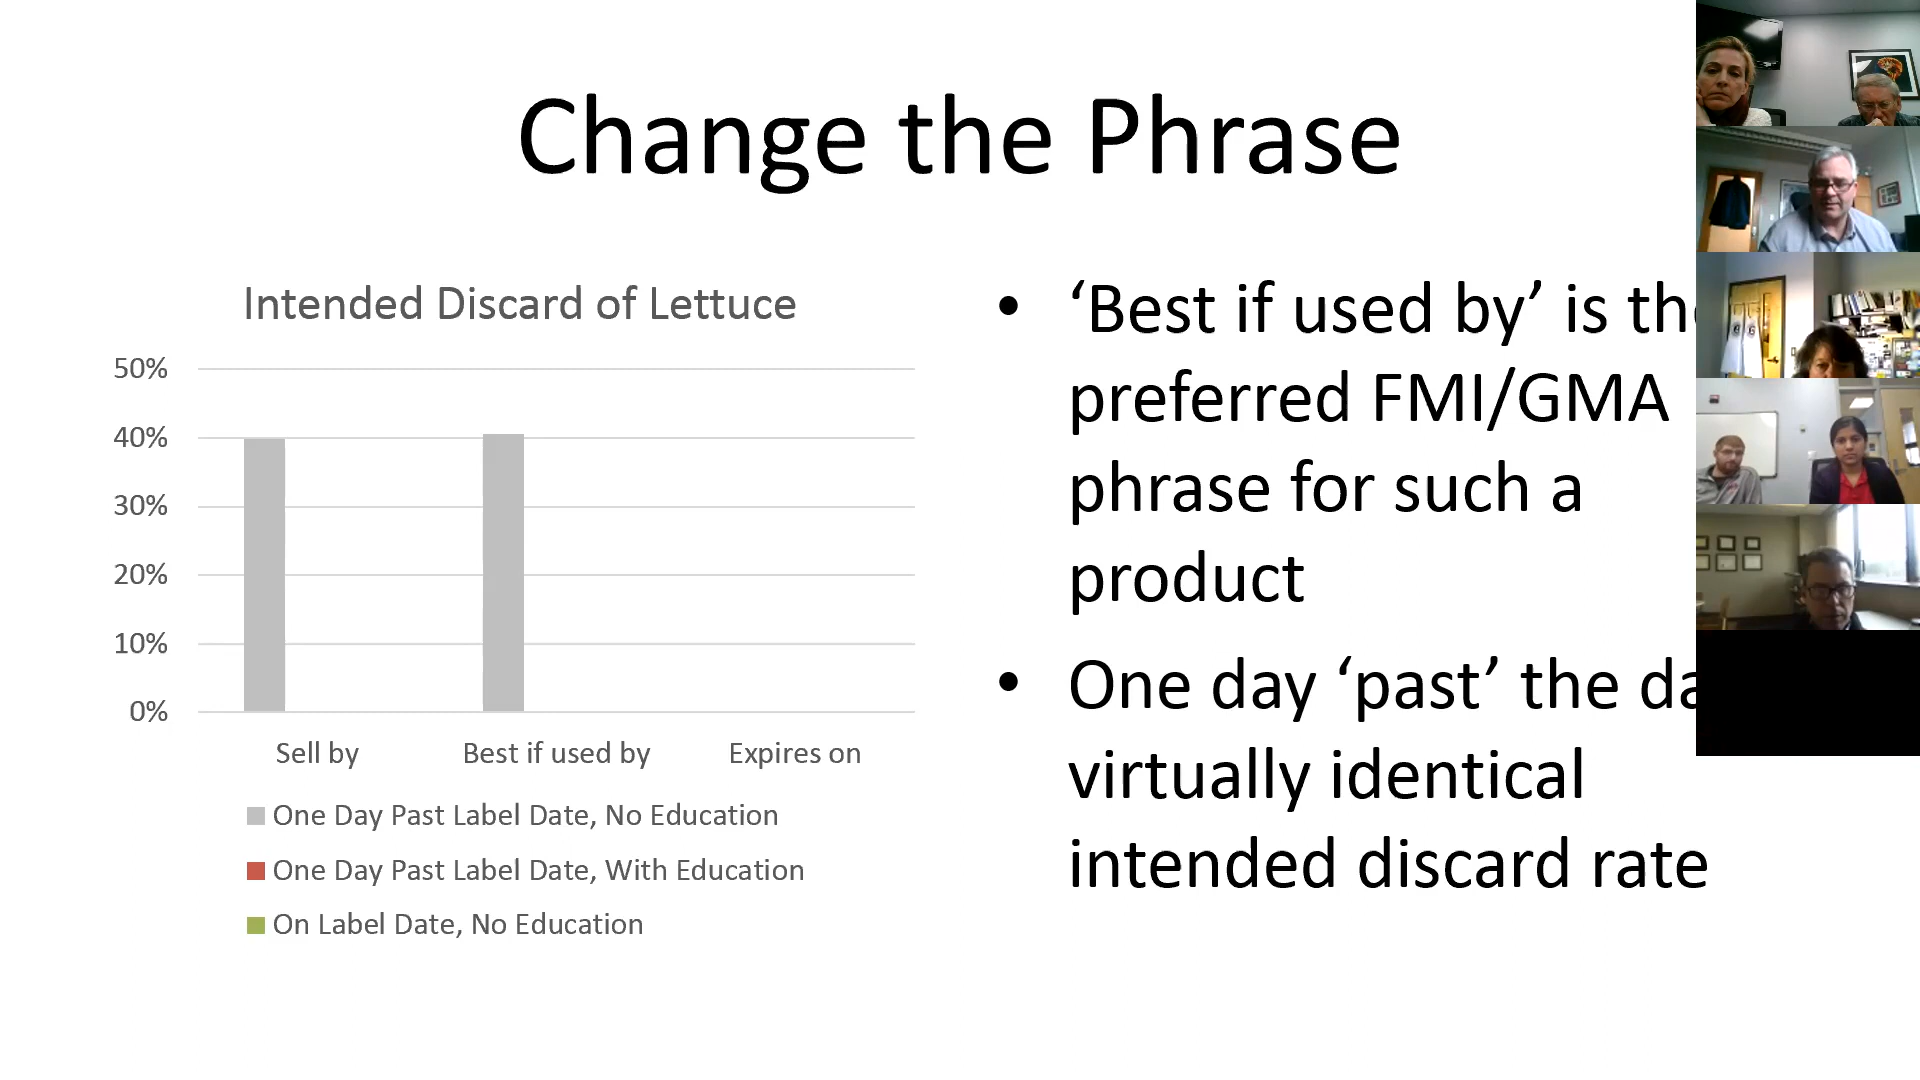 Change the Phrase
Intended Discard of Lettuce
50%
40%
30%
20%
10%
0%
Sell by
Best if used by
Expires on
One Day Past Label Date, No Education
One Day Past Label Date, With Education
On Label Date, No Education
• ‘Best if used by’ is the
preferred FMI/GMA
phrase for such a
product
• One day ‘past’ the
virtually identical
intended discard rate